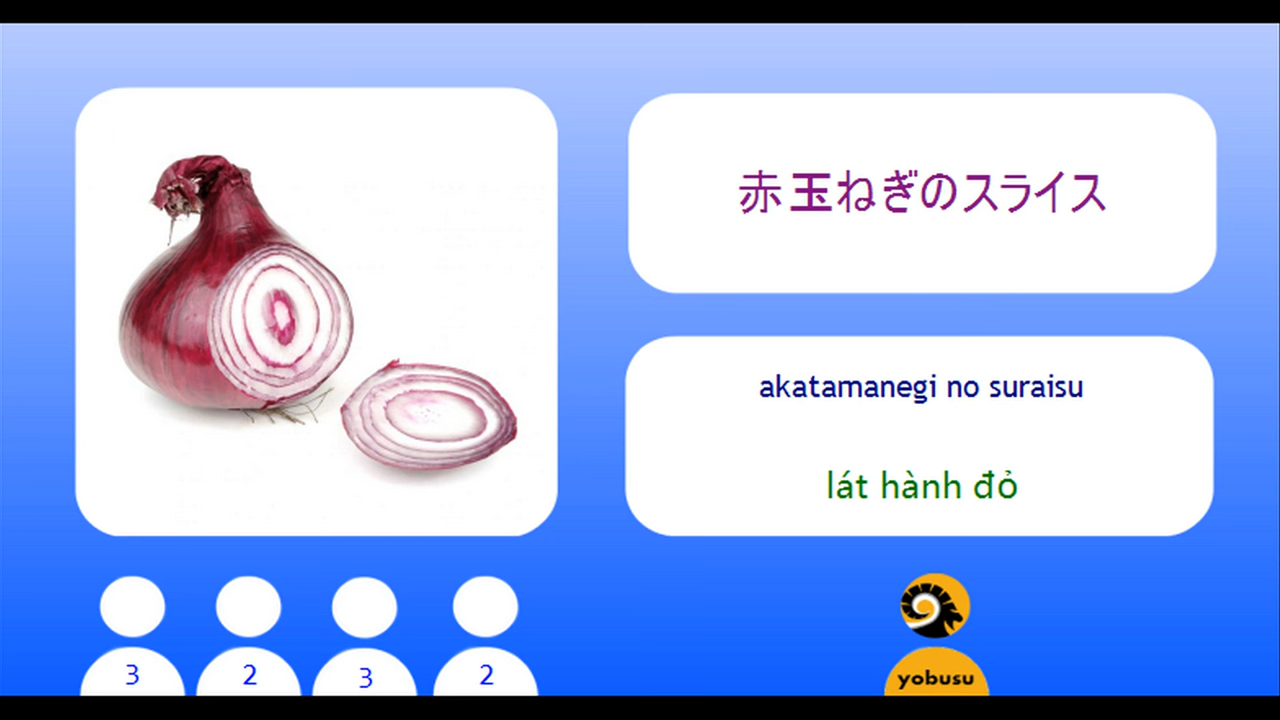 赤玉ねぎのスライス
akatamanegi no suraisu
lát hành đỏ
3 2 3 2
yobusu